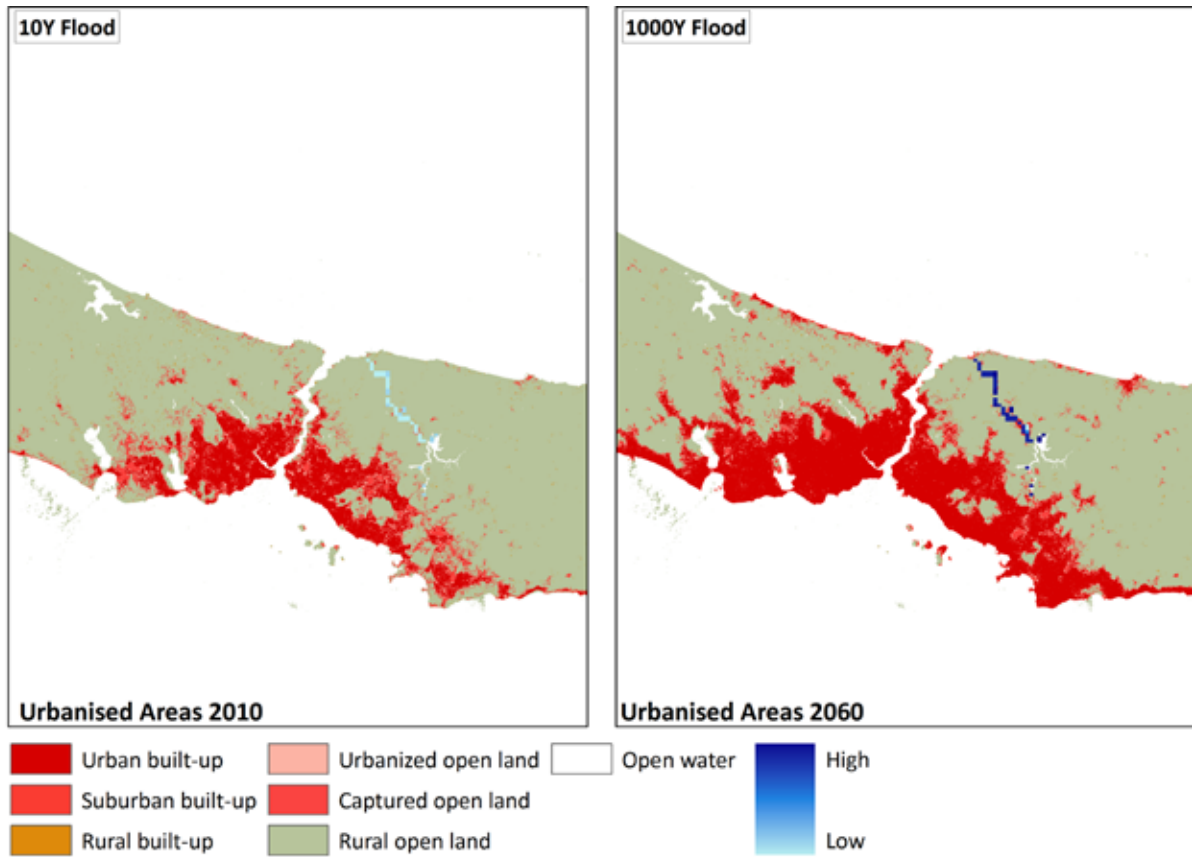 10Y Flood
1000Y Flood
Urbanised Areas 2010
Urbanised Areas 2060
Urban built-up
Urbanized open land
Open water
High
Suburban built-up
Captured open land
Rural built-up
Rural open land
Low